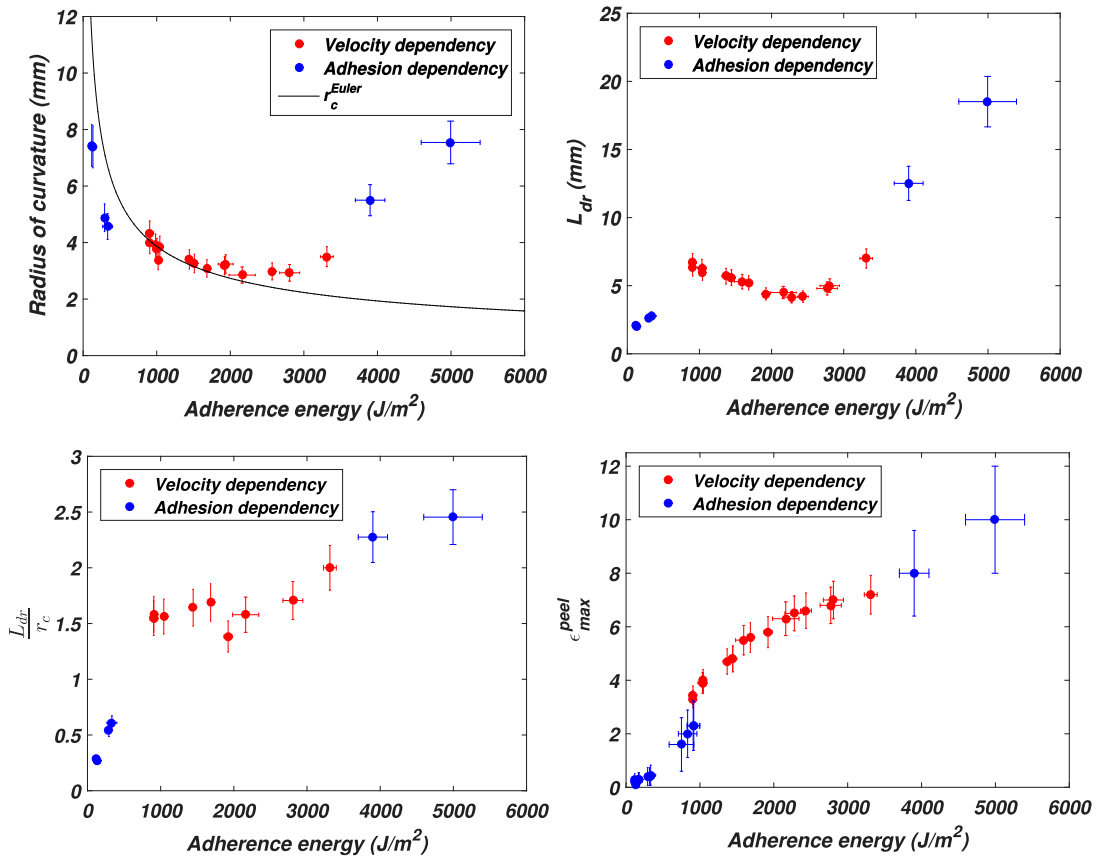 12
10
8
6
4
2
0
Radius of curvature (mm)
Velocity dependency
Adhesion dependency
r_c^Euler
0 1000 2000 3000 4000 5000 6000
Adherence energy (J/m²)
25
20
15
10
5
0
L_dr (mm)
Velocity dependency
Adhesion dependency
0 1000 2000 3000 4000 5000 6000
Adherence energy (J/m²)
3
2.5
2
1.5
1
0.5
0
L_dr
r_c
Velocity dependency
Adhesion dependency
0 1000 2000 3000 4000 5000 6000
Adherence energy (J/m²)
12
10
8
6
4
2
0
ϵ_max^peel
Velocity dependency
Adhesion dependency
0 1000 2000 3000 4000 5000 6000
Adherence energy (J/m²)